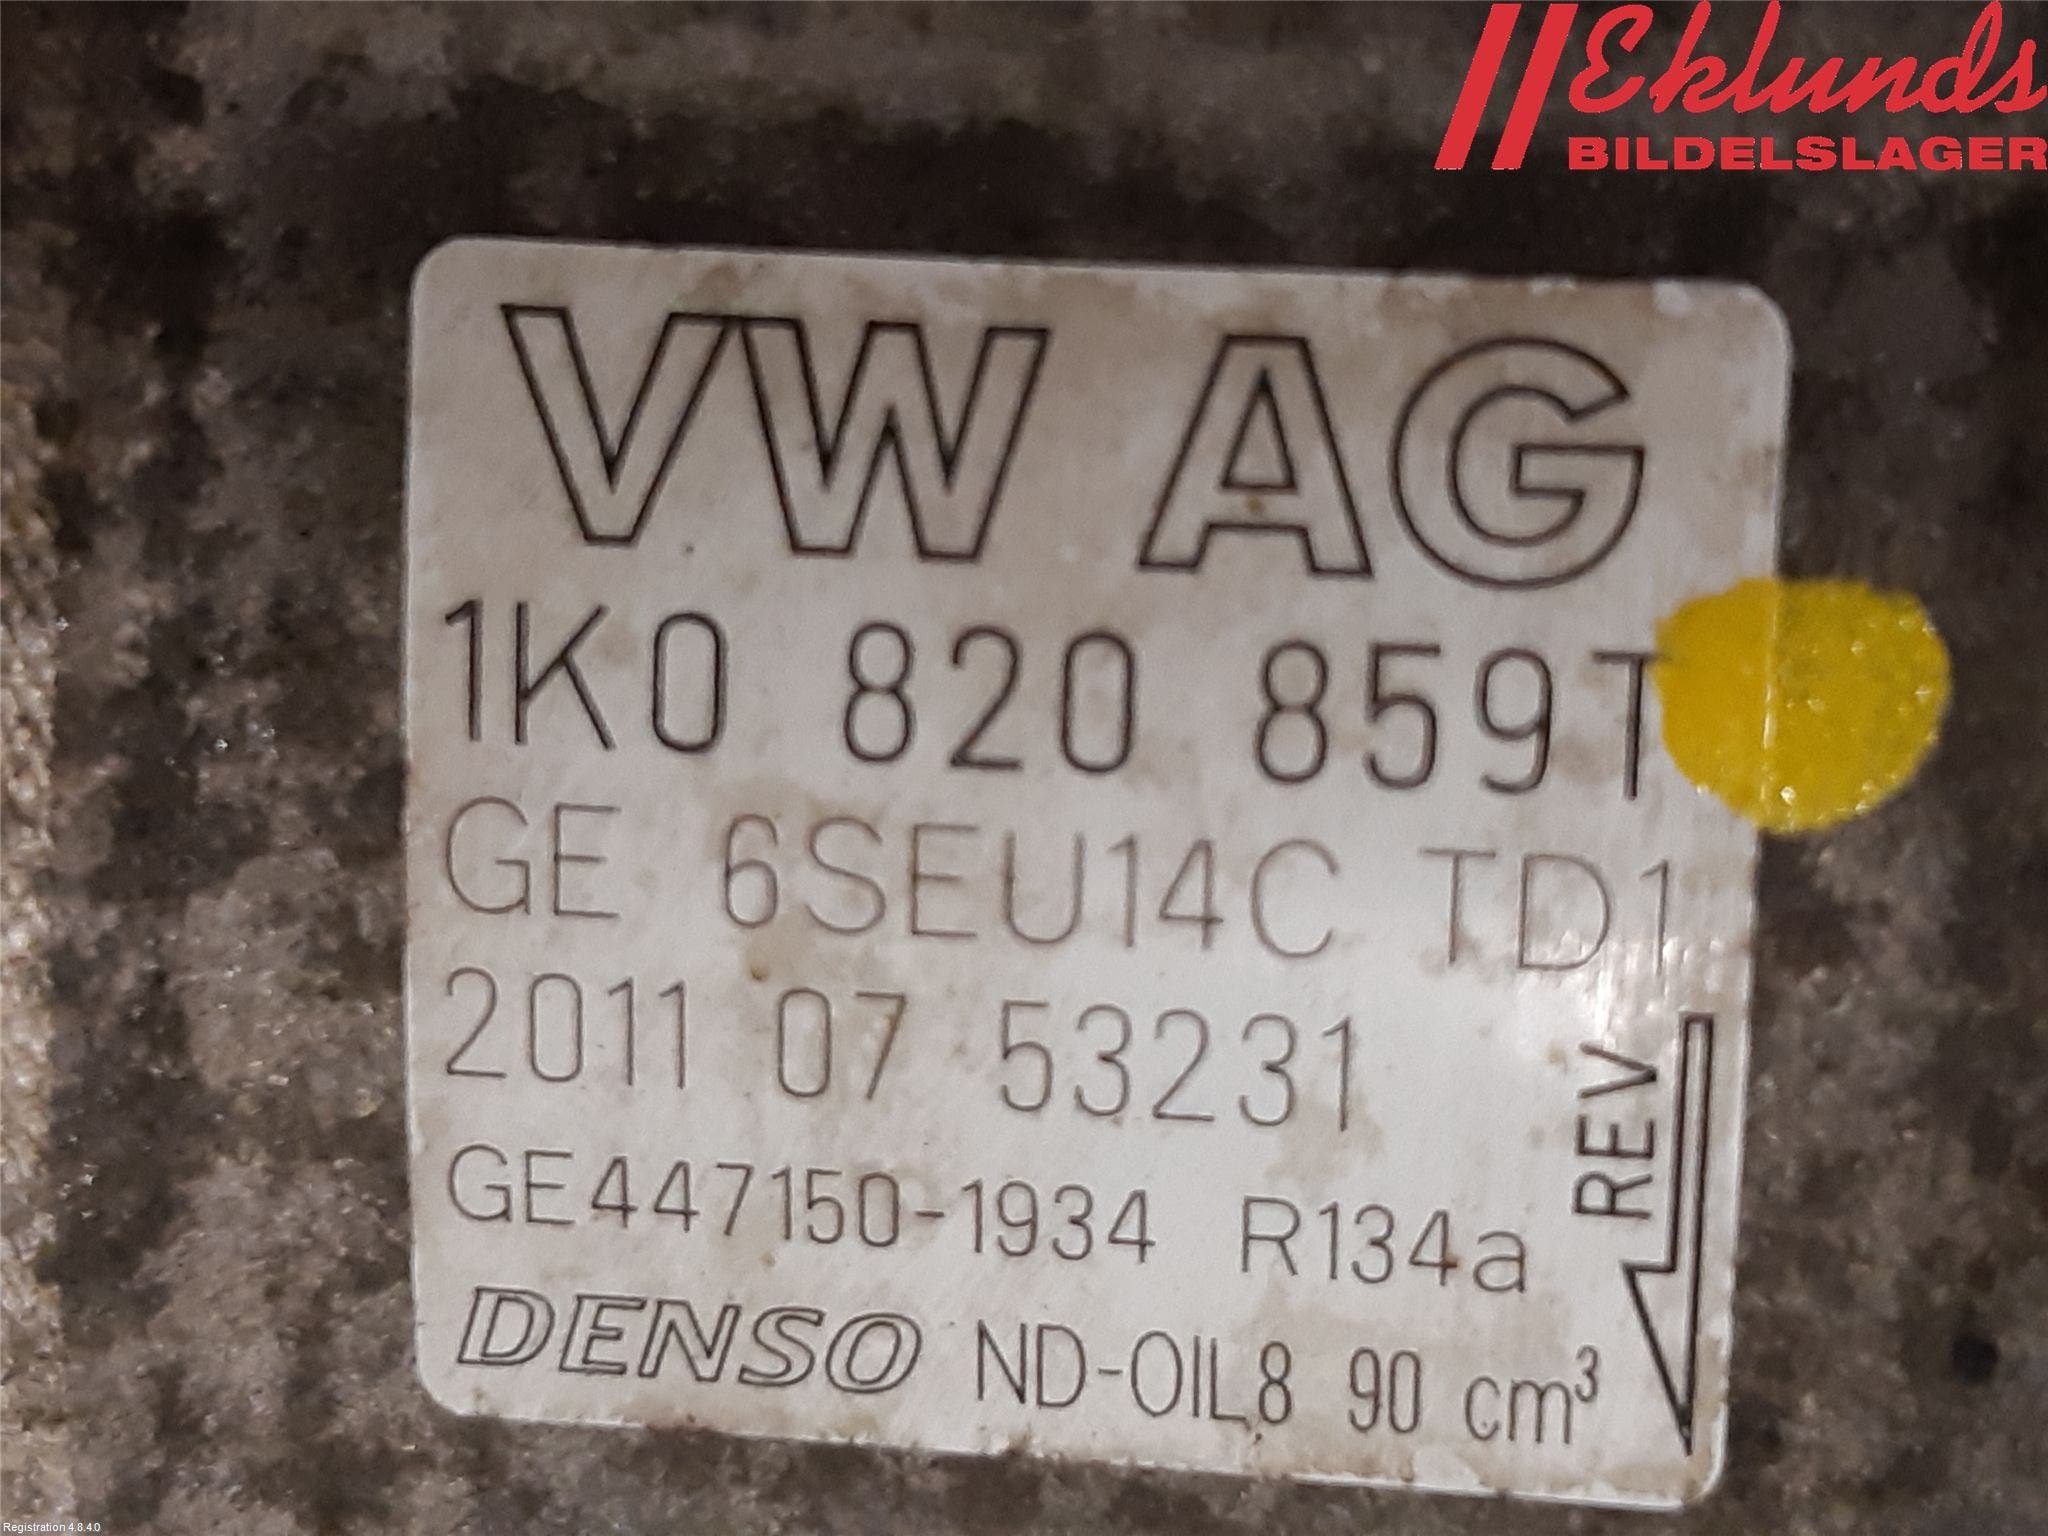 Eklunds
BILDELSLAGER
VW AG
1K0 820 859T
GE 6SEU14C TD1
2011 07 53231
GE447150-1934 R134a
REV
DENSO ND-OIL8 90 cm³
Registration 4.8.4.0